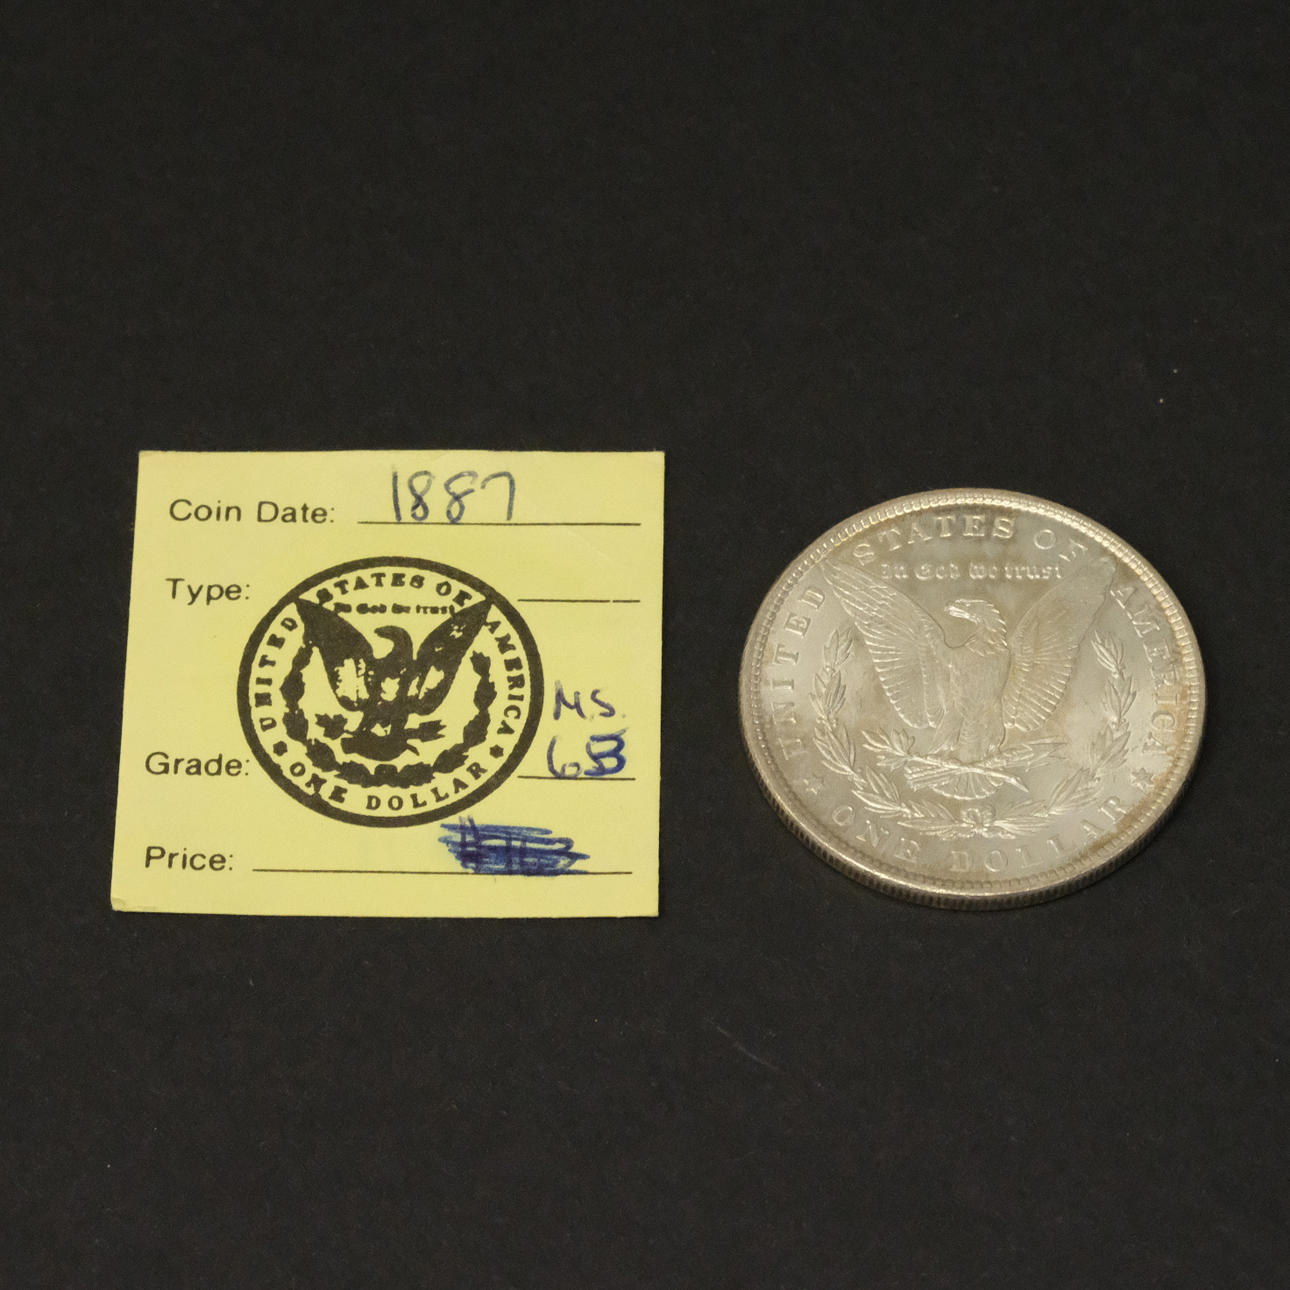 Coin Date: 1887
Type:
UNITED STATES OF AMERICA
In God We trust
ONE DOLLAR
MS
Grade: 63
Price:
UNITED STATES OF AMERICA
In God We trust
ONE DOLLAR